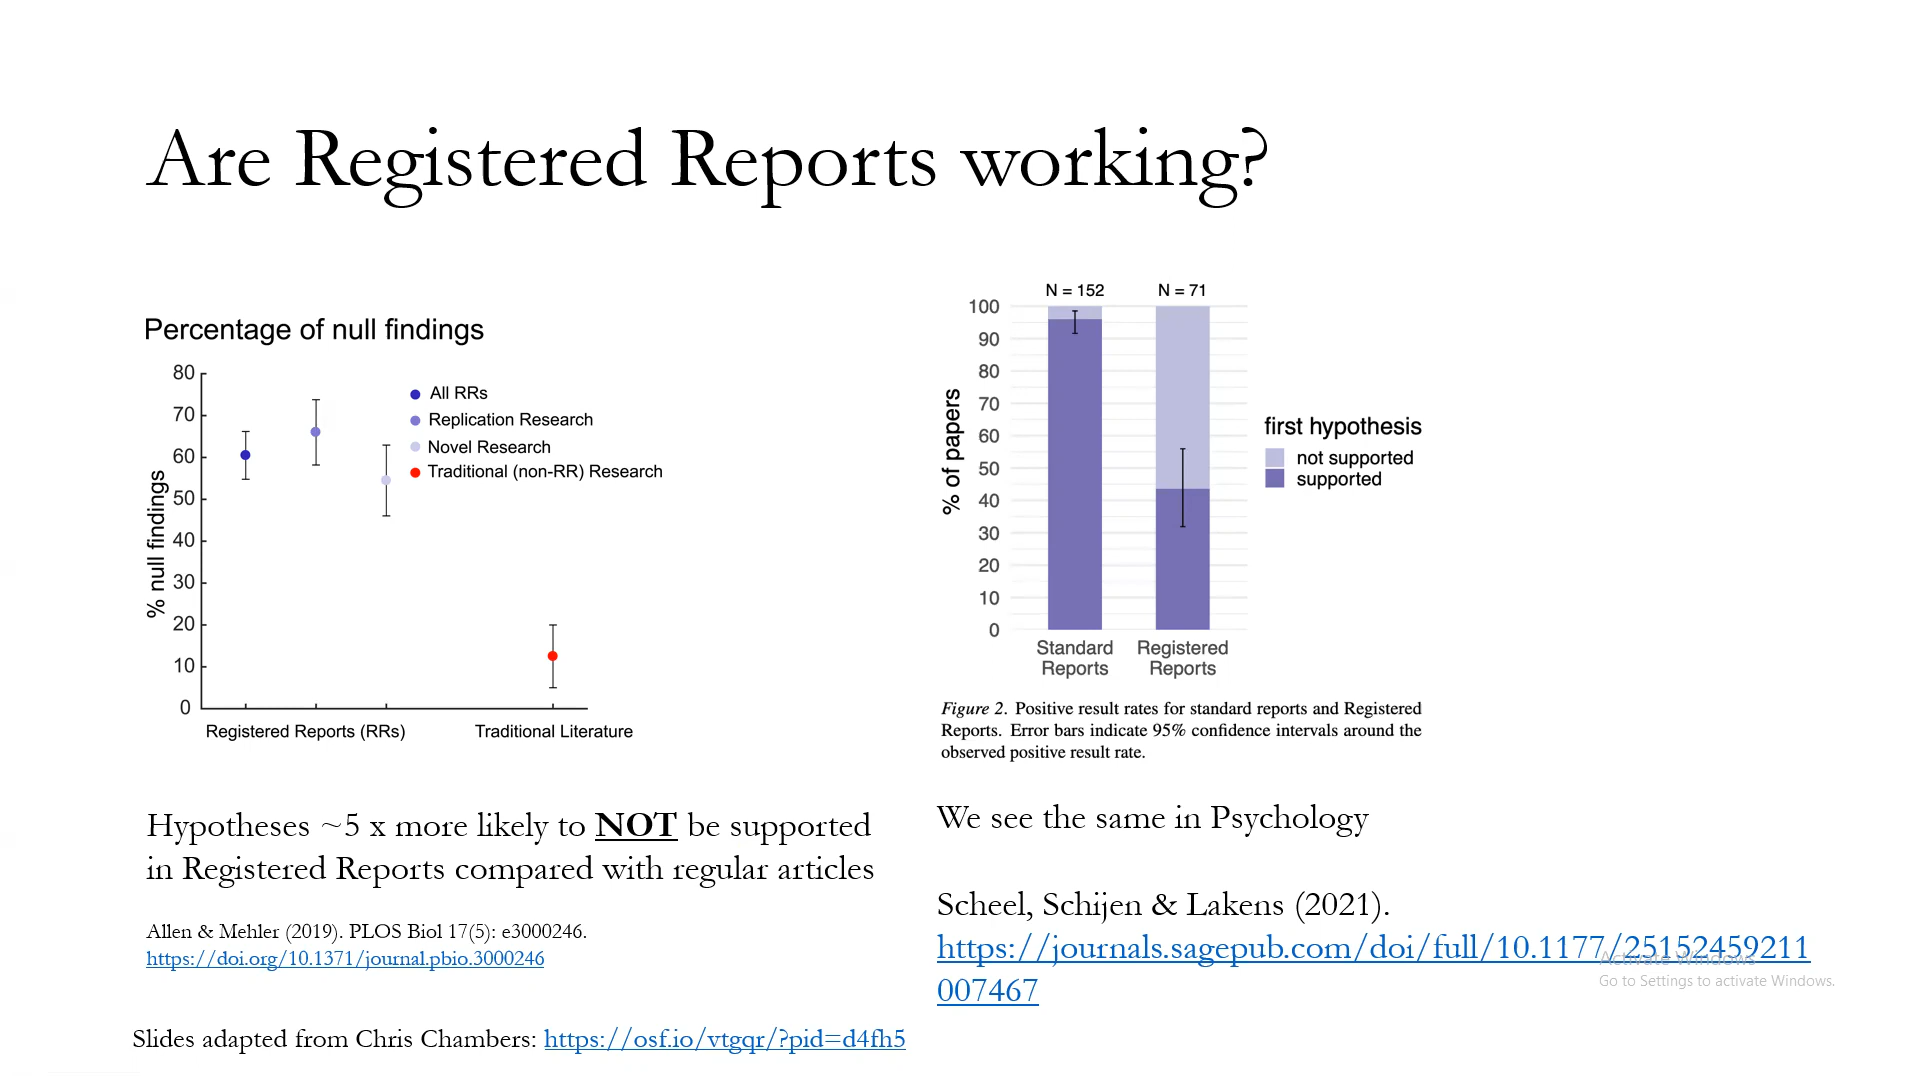 Are Registered Reports working?
Percentage of null findings
% null findings
80
70
60
50
40
30
20
10
0
All RRs
Replication Research
Novel Research
Traditional (non-RR) Research
Registered Reports (RRs)
Traditional Literature
Hypotheses ~5 x more likely to NOT be supported
in Registered Reports compared with regular articles
Allen & Mehler (2019). PLOS Biol 17(5): e3000246.
https://doi.org/10.1371/journal.pbio.3000246
Slides adapted from Chris Chambers: https://osf.io/vtgqr/?pid=d4fh5
N = 152
N = 71
% of papers
100
90
80
70
60
50
40
30
20
10
0
Standard
Reports
Registered
Reports
first hypothesis
not supported
supported
Figure 2. Positive result rates for standard reports and Registered
Reports. Error bars indicate 95% confidence intervals around the
observed positive result rate.
We see the same in Psychology
Scheel, Schijen & Lakens (2021).
https://journals.sagepub.com/doi/full/10.1177/25152459211
007467
Activate Windows
Go to Settings to activate Windows.